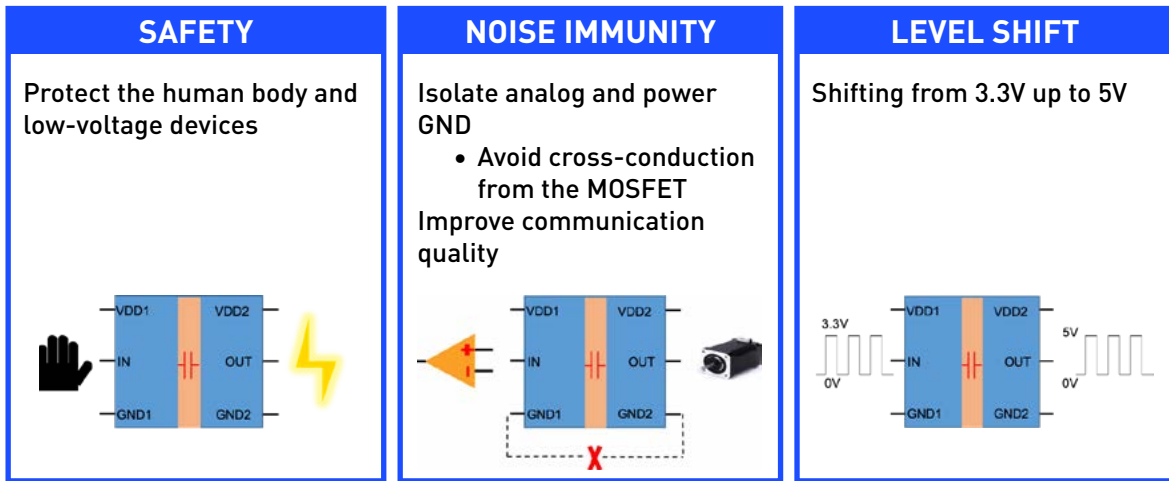 SAFETY
Protect the human body and
low-voltage devices
VDD1 VDD2
IN OUT
GND1 GND2
NOISE IMMUNITY
Isolate analog and power
GND
• Avoid cross-conduction
from the MOSFET
Improve communication
quality
VDD1 VDD2
+
-
IN OUT
GND1 GND2
X
LEVEL SHIFT
Shifting from 3.3V up to 5V
VDD1 VDD2
3.3V 5V
IN OUT
0V 0V
GND1 GND2